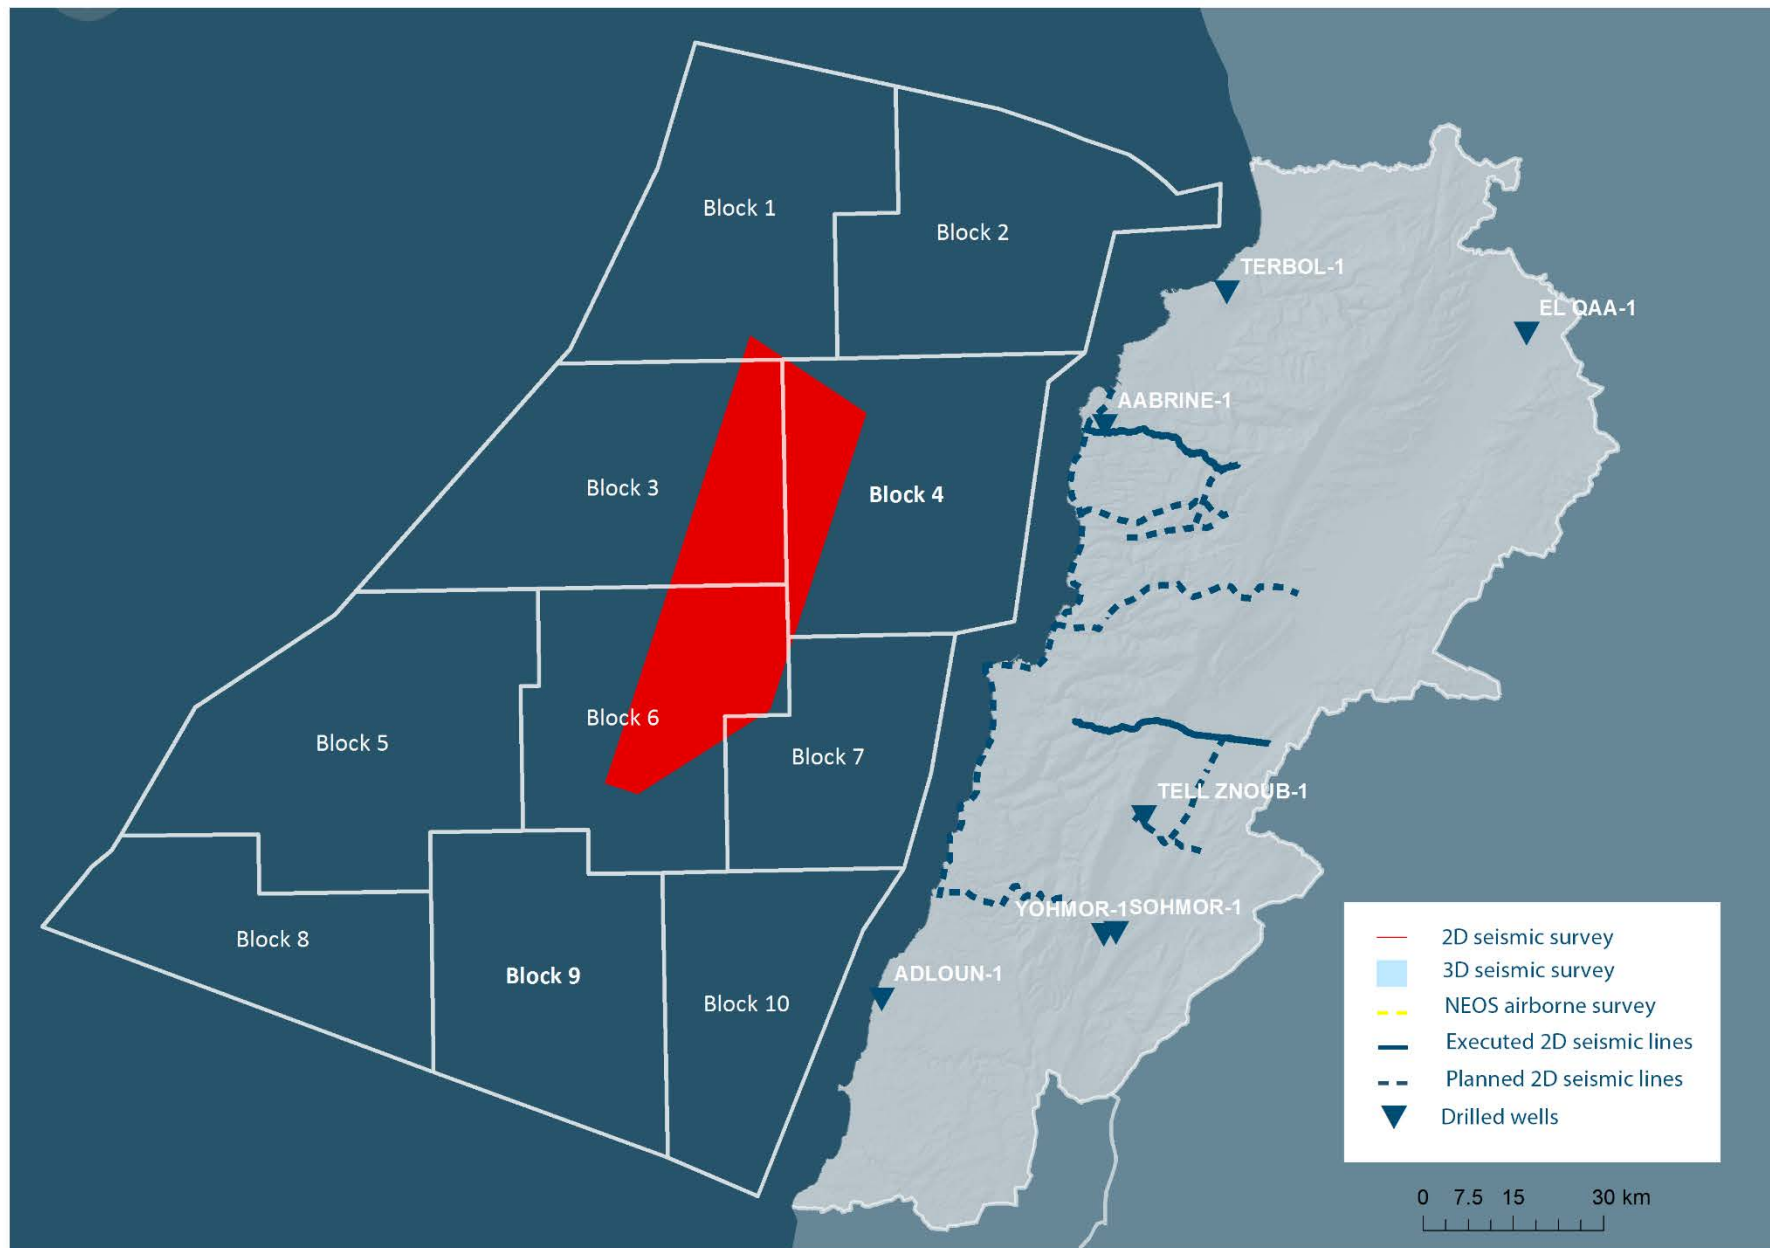 Block 1
Block 2
TERBOL-1
EL QAA-1
AABRINE-1
Block 3
Block 4
Block 6
Block 5
Block 7
TELL ZNOUB-1
YOHMOR-1
SOHMOR-1
Block 8
Block 9
ADLOUN-1
Block 10
2D seismic survey
3D seismic survey
NEOS airborne survey
Executed 2D seismic lines
Planned 2D seismic lines
Drilled wells
0 7.5 15 30 km